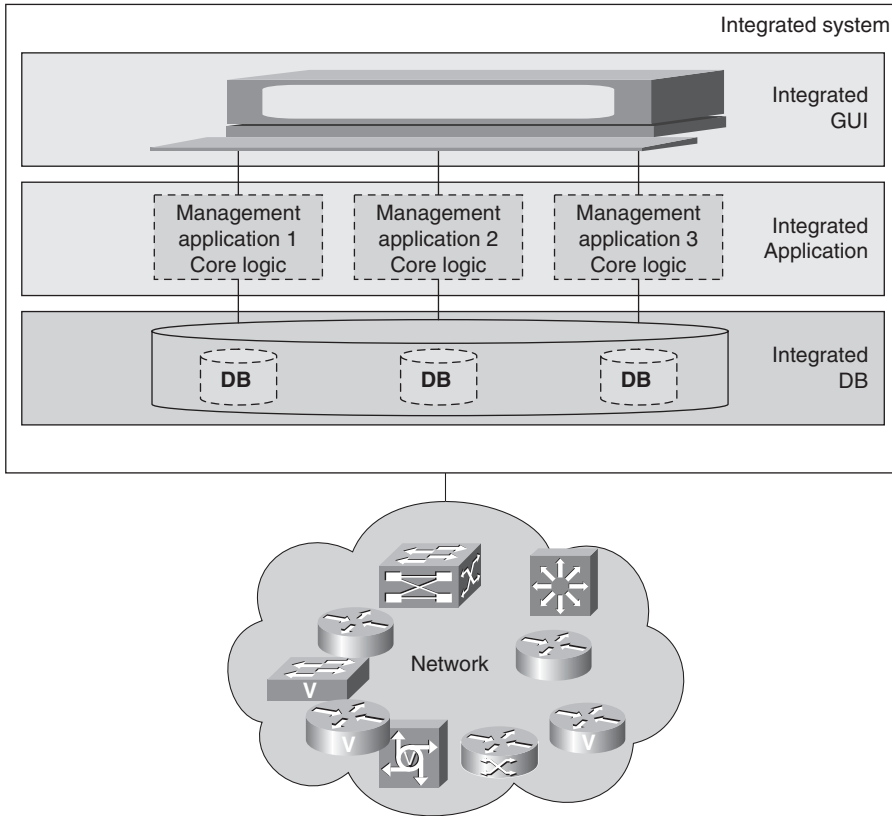 Integrated system
Integrated
GUI
Management
application 1
Core logic
Management
application 2
Core logic
Management
application 3
Core logic
Integrated
Application
DB
DB
DB
Integrated
DB
Network
V
V
V
V